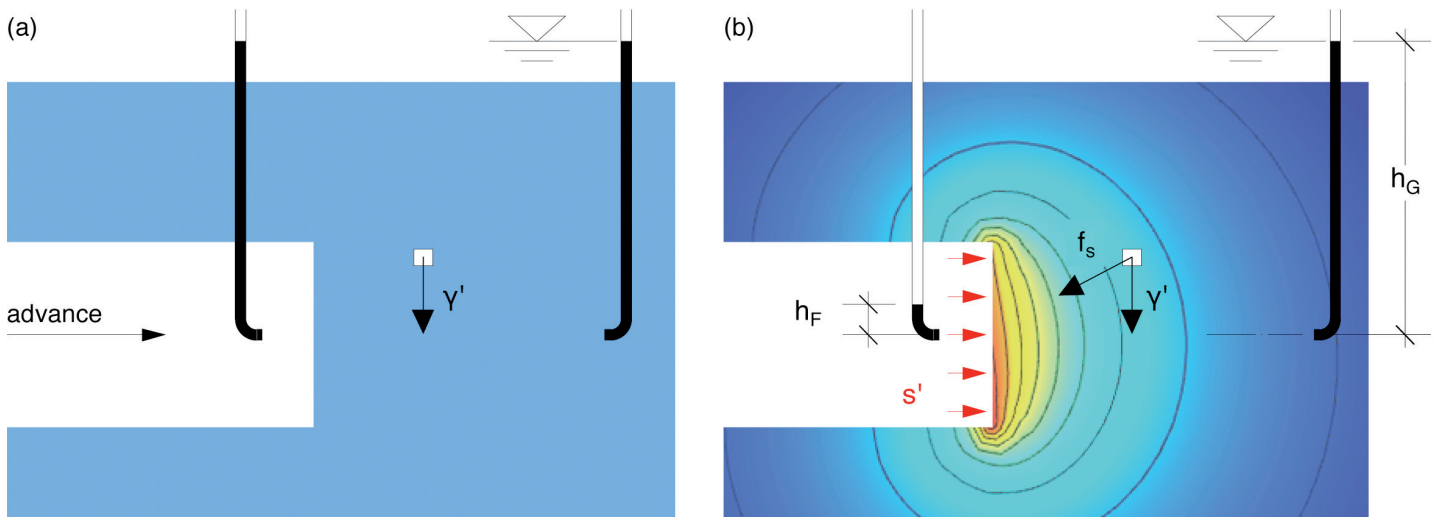 (a)
advance
γ'
(b)
h_G
f_s
h_F
γ'
s'